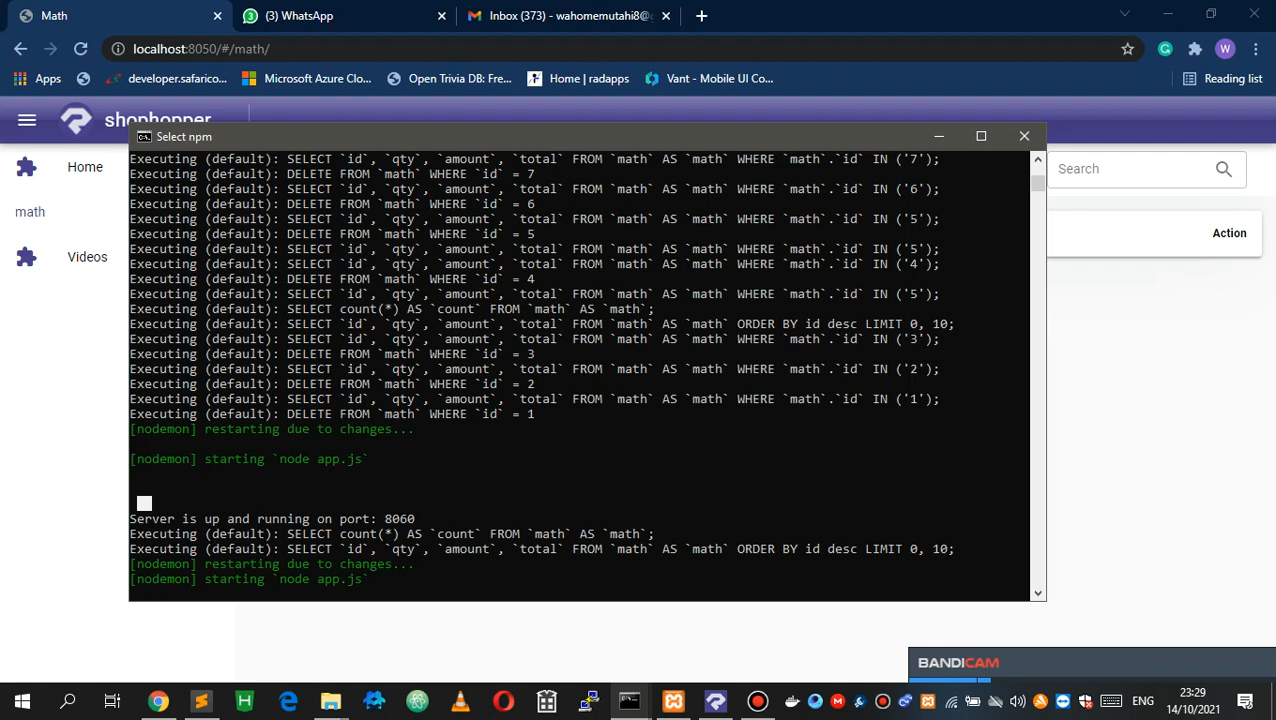 Math
(3) WhatsApp
Inbox (373) - wahomemutahi8@
localhost:8050/#/math/
W
Apps
developer.safarico...
Microsoft Azure Clo...
Open Trivia DB: Fre...
Home | radapps
Vant - Mobile UI Co...
Reading list
shophopper
Select npm
Home
math
Videos
Search
Action
Executing (default): SELECT `id`, `qty`, `amount`, `total` FROM `math` AS `math` WHERE `math`.`id` IN ('7');
Executing (default): DELETE FROM `math` WHERE `id` = 7
Executing (default): SELECT `id`, `qty`, `amount`, `total` FROM `math` AS `math` WHERE `math`.`id` IN ('6');
Executing (default): DELETE FROM `math` WHERE `id` = 6
Executing (default): SELECT `id`, `qty`, `amount`, `total` FROM `math` AS `math` WHERE `math`.`id` IN ('5');
Executing (default): DELETE FROM `math` WHERE `id` = 5
Executing (default): SELECT `id`, `qty`, `amount`, `total` FROM `math` AS `math` WHERE `math`.`id` IN ('5');
Executing (default): SELECT `id`, `qty`, `amount`, `total` FROM `math` AS `math` WHERE `math`.`id` IN ('4');
Executing (default): DELETE FROM `math` WHERE `id` = 4
Executing (default): SELECT `id`, `qty`, `amount`, `total` FROM `math` AS `math` WHERE `math`.`id` IN ('5');
Executing (default): SELECT count(*) AS `count` FROM `math` AS `math`;
Executing (default): SELECT `id`, `qty`, `amount`, `total` FROM `math` AS `math` ORDER BY id desc LIMIT 0, 10;
Executing (default): SELECT `id`, `qty`, `amount`, `total` FROM `math` AS `math` WHERE `math`.`id` IN ('3');
Executing (default): DELETE FROM `math` WHERE `id` = 3
Executing (default): SELECT `id`, `qty`, `amount`, `total` FROM `math` AS `math` WHERE `math`.`id` IN ('2');
Executing (default): DELETE FROM `math` WHERE `id` = 2
Executing (default): SELECT `id`, `qty`, `amount`, `total` FROM `math` AS `math` WHERE `math`.`id` IN ('1');
Executing (default): DELETE FROM `math` WHERE `id` = 1
[nodemon] restarting due to changes...
[nodemon] starting `node app.js`
Server is up and running on port: 8060
Executing (default): SELECT count(*) AS `count` FROM `math` AS `math`;
Executing (default): SELECT `id`, `qty`, `amount`, `total` FROM `math` AS `math` ORDER BY id desc LIMIT 0, 10;
[nodemon] restarting due to changes...
[nodemon] starting `node app.js`
BANDICAM
ENG
23:29
14/10/2021